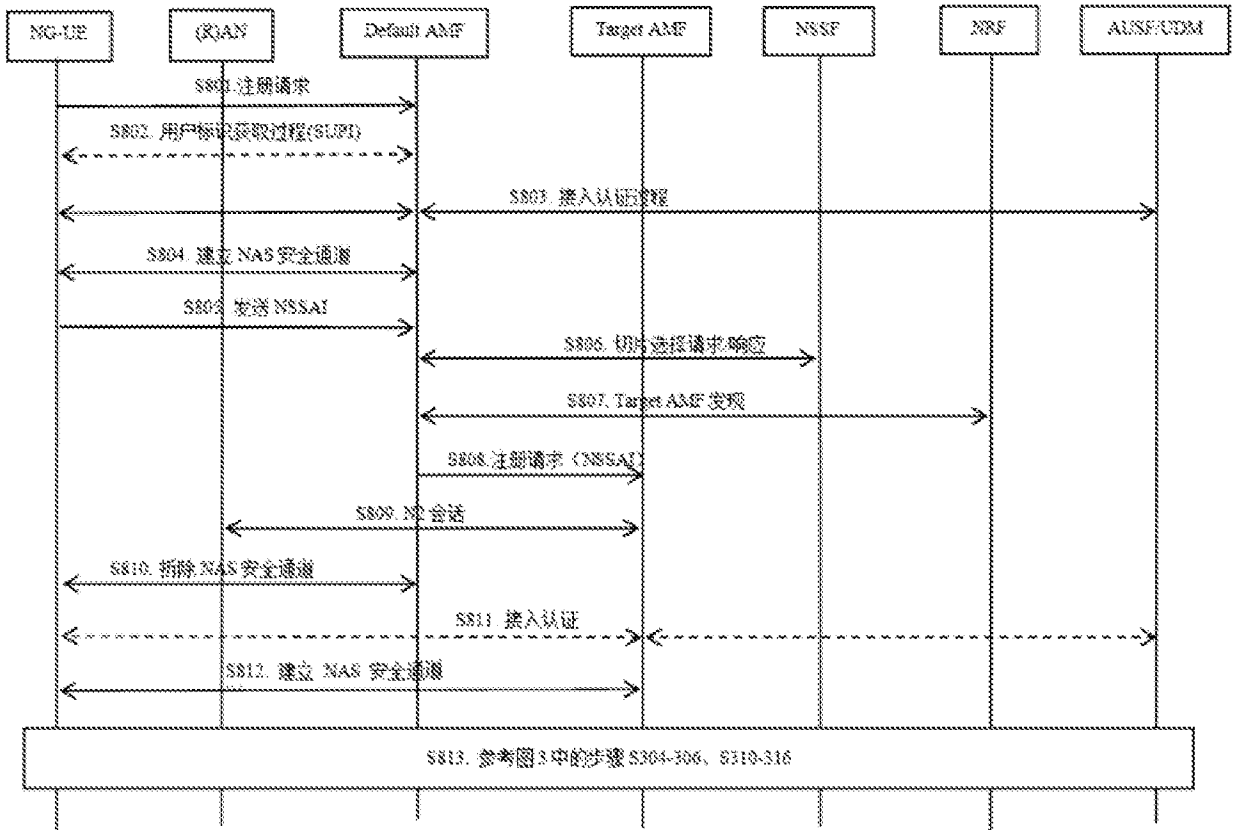 NG-UE
(R)AN
Default AMF
Target AMF
NSSF
NRF
AUSF/UDM
S801.注册请求
S802. 用户标识获取过程(SUPI)
S803. 接入认证过程
S804. 建立 NAS 安全通道
S805. 发送 NSSAI
S806. 切片选择请求/响应
S807. Target AMF 发现
S808.注册请求（NSSAI）
S809. N2 会话
S810. 拆除 NAS 安全通道
S811. 接入认证
S812. 建立 NAS 安全通道
S813. 参考图3中的步骤 S304-306、S310-316